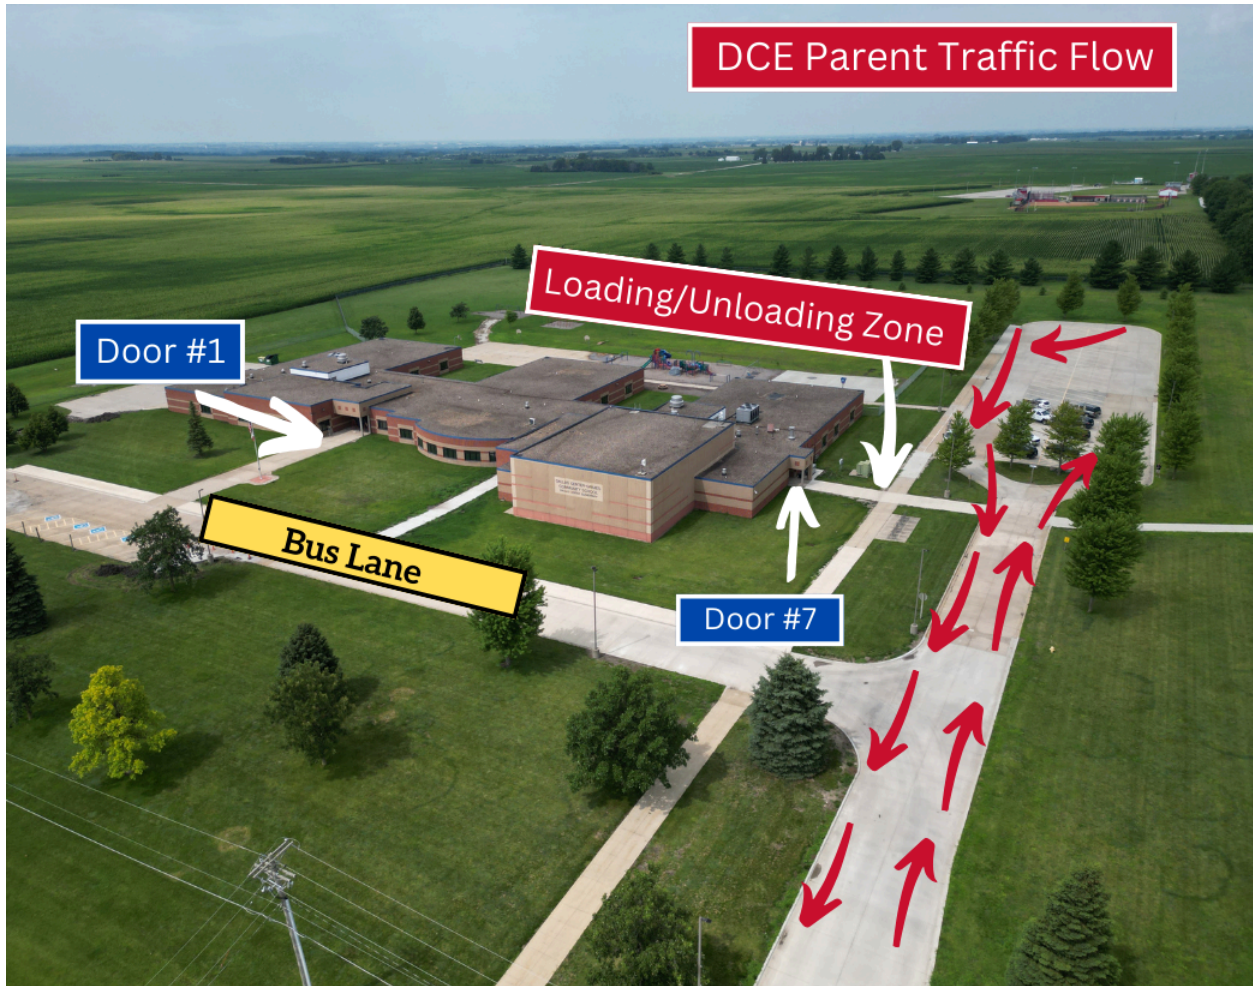 DCE Parent Traffic Flow
Loading/Unloading Zone
Door #1
Bus Lane
Door #7